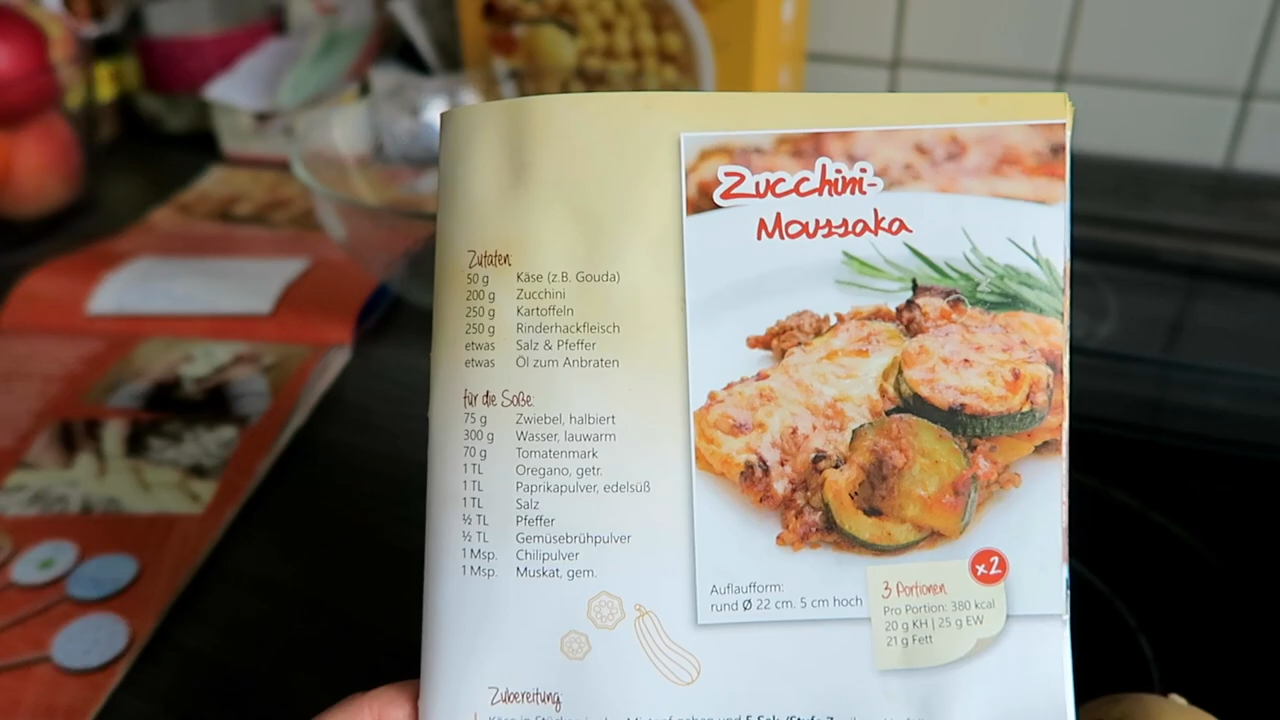 Zucchini-
Moussaka
Zutaten:
50 g Käse (z.B. Gouda)
200 g Zucchini
250 g Kartoffeln
250 g Rinderhackfleisch
etwas Salz & Pfeffer
etwas Öl zum Anbraten
für die Soße:
75 g Zwiebel, halbiert
300 g Wasser, lauwarm
70 g Tomatenmark
1 TL Oregano, getr.
1 TL Paprikapulver, edelsüß
1 TL Salz
½ TL Pfeffer
½ TL Gemüsebrühpulver
1 Msp. Chilipulver
1 Msp. Muskat, gem.
Auflaufform:
rund Ø 22 cm. 5 cm hoch
x2
3 Portionen
Pro Portion: 380 kcal
20 g KH | 25 g EW
21 g Fett
Zubereitung: